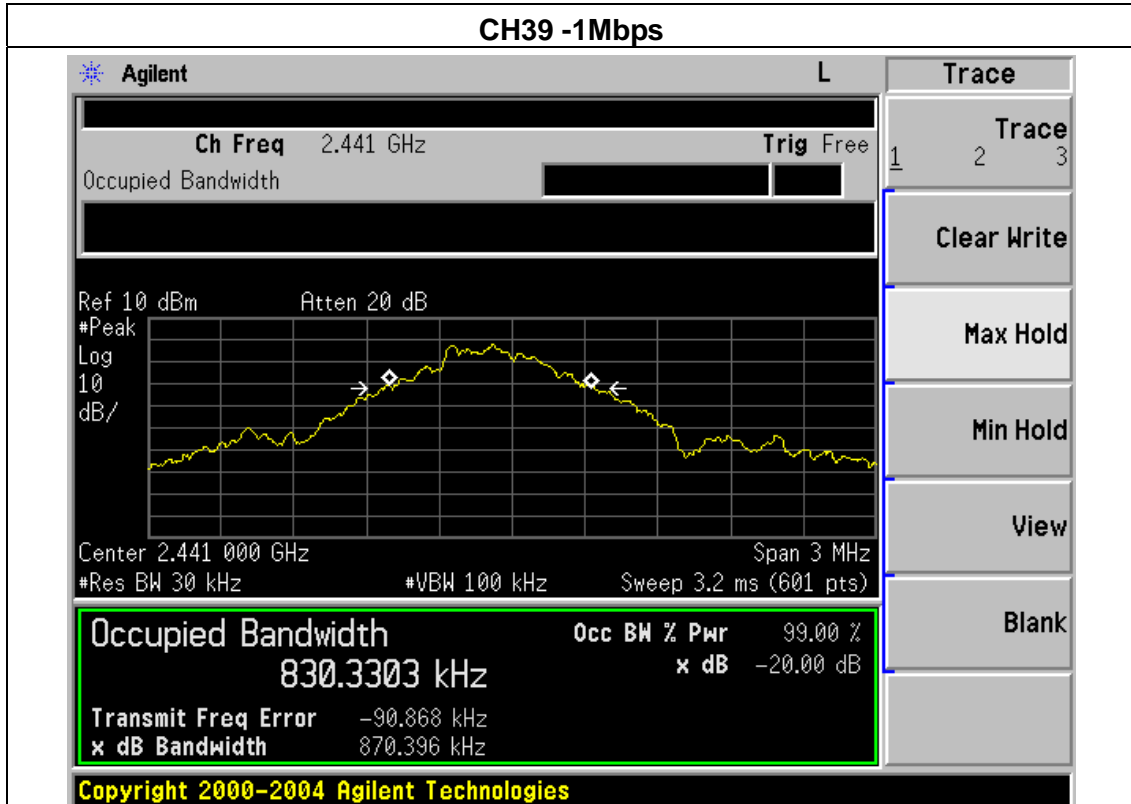 CH39 -1Mbps
Agilent L Trace
Ch Freq 2.441 GHz Trig Free
Occupied Bandwidth
Trace
1 2 3
Clear Write
Ref 10 dBm Atten 20 dB
#Peak
Log
10
dB/
Max Hold
Min Hold
View
Center 2.441 000 GHz Span 3 MHz
#Res BW 30 kHz #VBW 100 kHz Sweep 3.2 ms (601 pts)
Blank
Occupied Bandwidth Occ BW % Pwr 99.00 %
830.3303 kHz x dB -20.00 dB
Transmit Freq Error -90.868 kHz
x dB Bandwidth 870.396 kHz
Copyright 2000-2004 Agilent Technologies